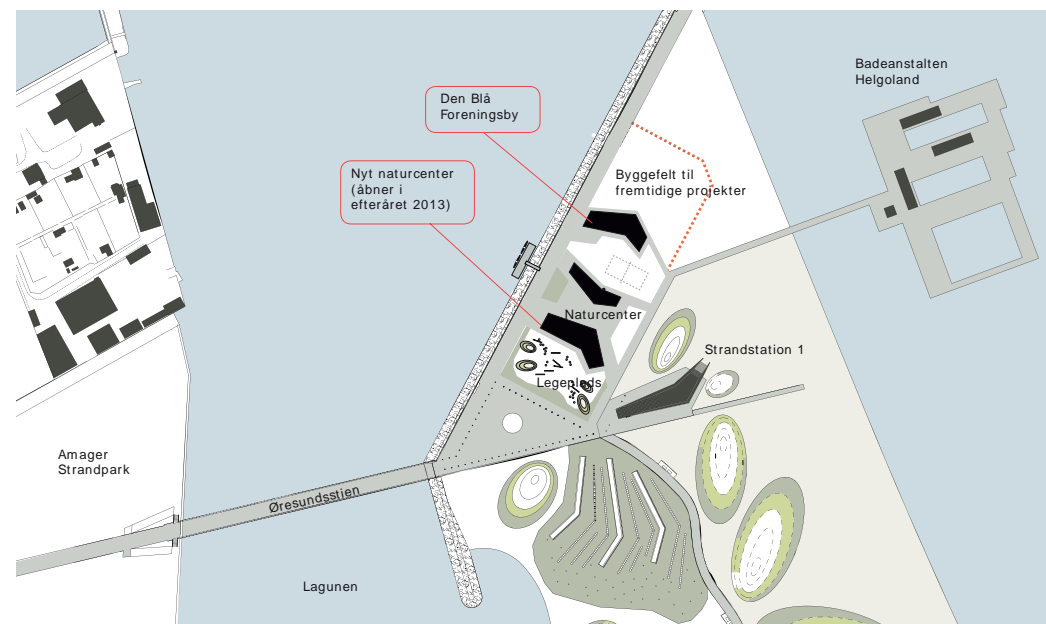 Badeanstalten
Helgoland
Den Blå
Foreningsby
Nyt naturcenter
(åbner i
efteråret 2013)
Byggefelt til
fremtidige projekter
Naturcenter
Strandstation 1
Legeplads
Amager
Strandpark
Øresundsstien
Lagunen